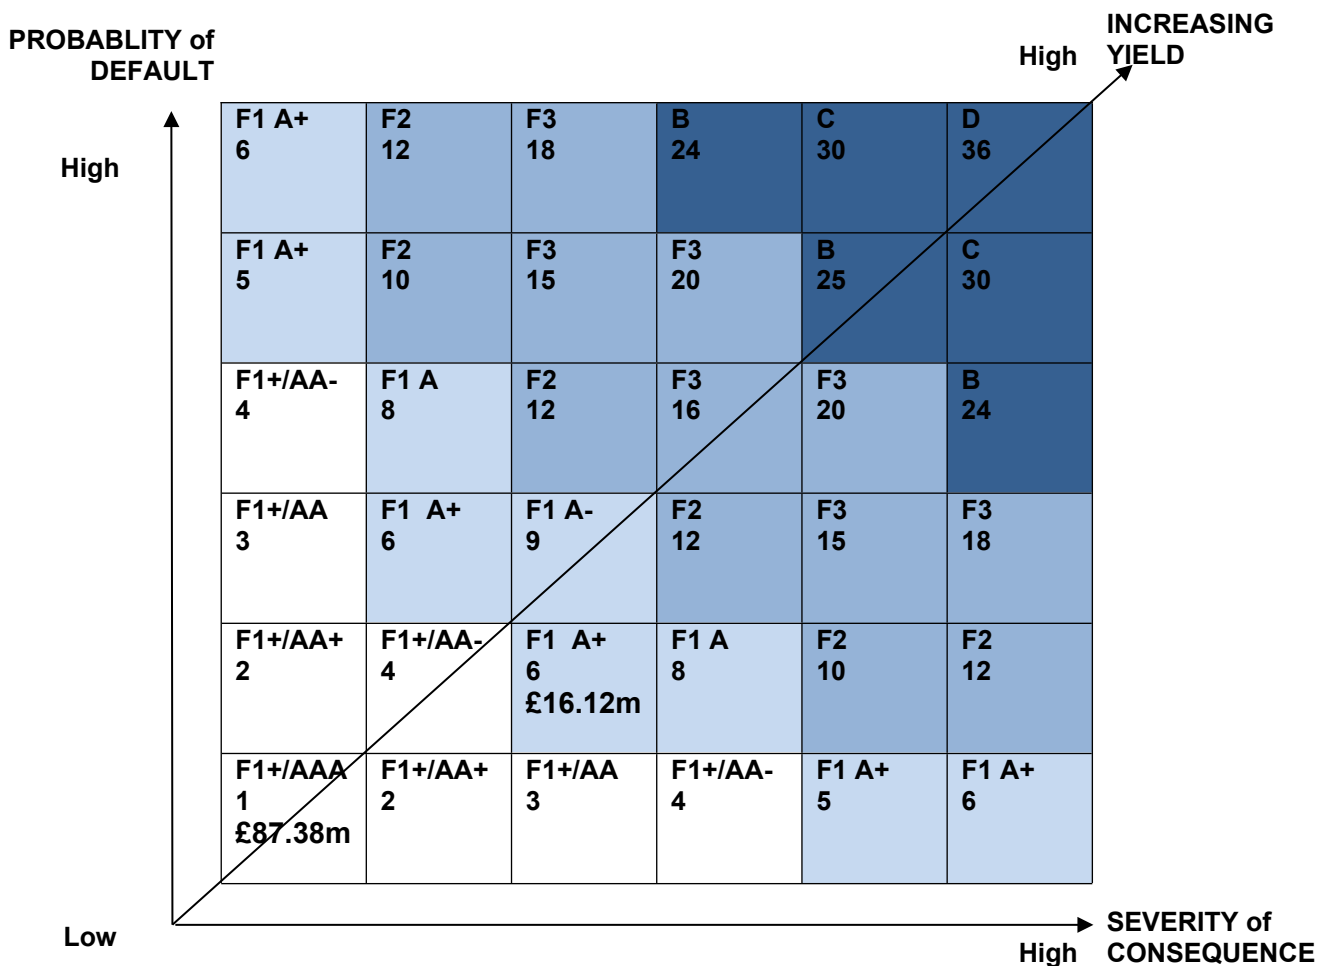 INCREASING
YIELD
High
PROBABLITY of
DEFAULT
High
F1 A+
6
F2
12
F3
18
B
24
C
30
D
36
F1 A+
5
F2
10
F3
15
F3
20
B
25
C
30
F1+/AA-
4
F1 A
8
F2
12
F3
16
F3
20
B
24
F1+/AA
3
F1 A+
6
F1 A-
9
F2
12
F3
15
F3
18
F1+/AA+
2
F1+/AA-
4
F1 A+
6
£16.12m
F1 A
8
F2
10
F2
12
F1+/AAA
1
£87.38m
F1+/AA+
2
F1+/AA
3
F1+/AA-
4
F1 A+
5
F1 A+
6
Low
High
SEVERITY of
CONSEQUENCE